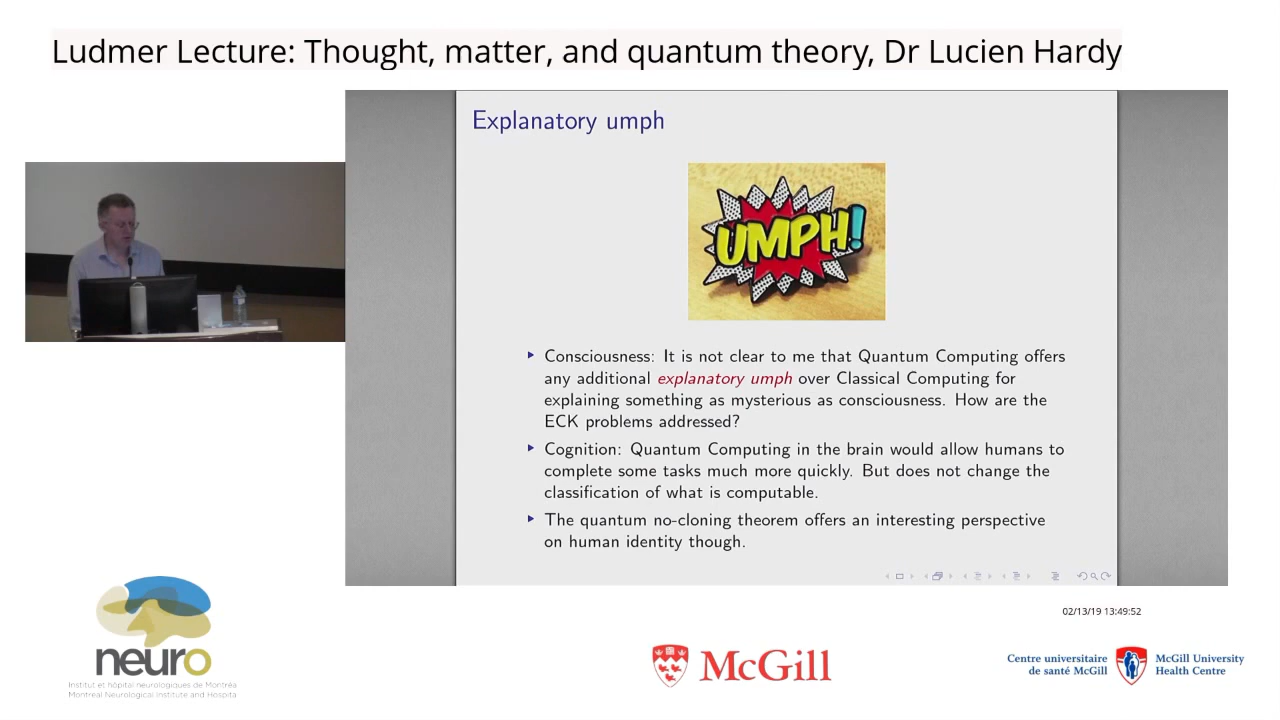 Ludmer Lecture: Thought, matter, and quantum theory, Dr Lucien Hardy
Explanatory umph
UMPH!
Consciousness: It is not clear to me that Quantum Computing offers
any additional explanatory umph over Classical Computing for
explaining something as mysterious as consciousness. How are the
ECK problems addressed?
Cognition: Quantum Computing in the brain would allow humans to
complete some tasks much more quickly. But does not change the
classification of what is computable.
The quantum no-cloning theorem offers an interesting perspective
on human identity though.
02/13/19 13:49:52
neuro
Institut et hôpital neurologiques de Montréal
Montreal Neurological Institute and Hospital
McGill
Centre universitaire
de santé McGill
McGill University
Health Centre